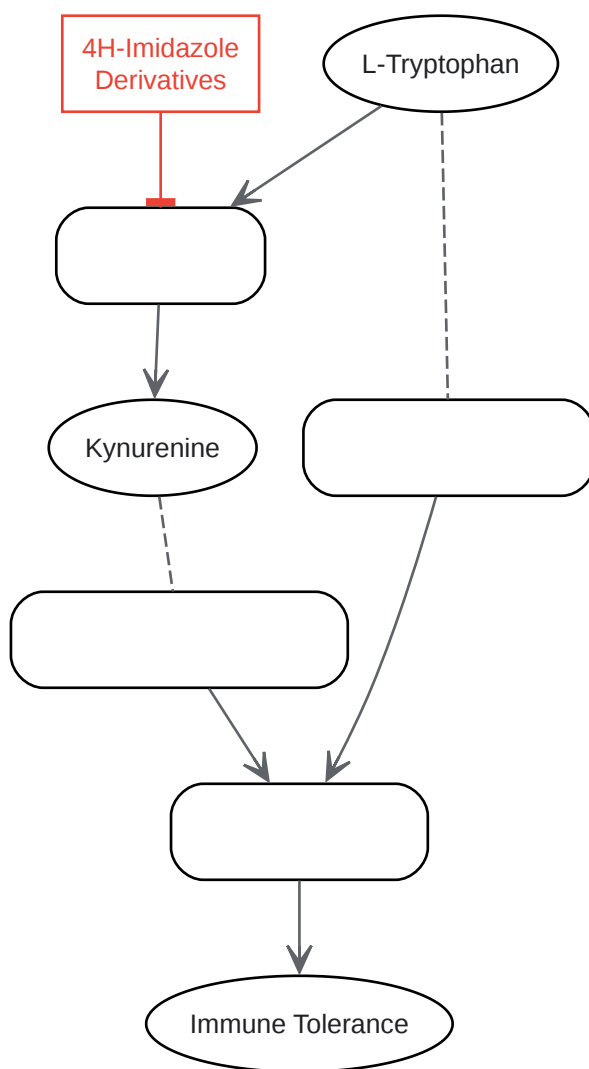 4H-Imidazole
Derivatives
L-Tryptophan
Kynurenine
Immune Tolerance